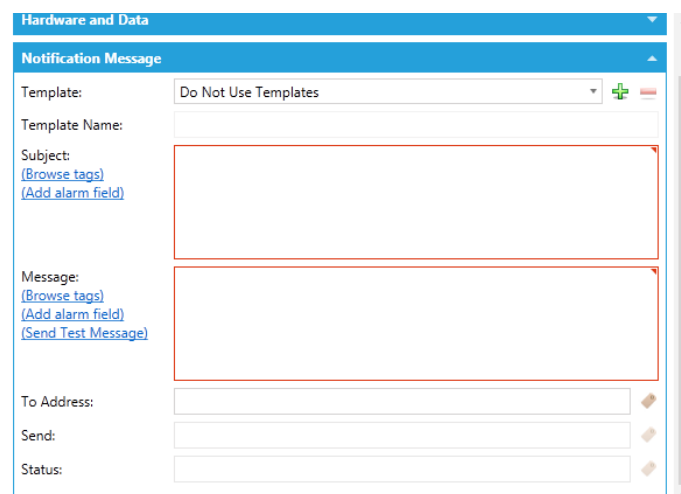 Hardware and Data
Notification Message
Template: Do Not Use Templates
Template Name:
Subject:
(Browse tags)
(Add alarm field)
Message:
(Browse tags)
(Add alarm field)
(Send Test Message)
To Address:
Send:
Status: